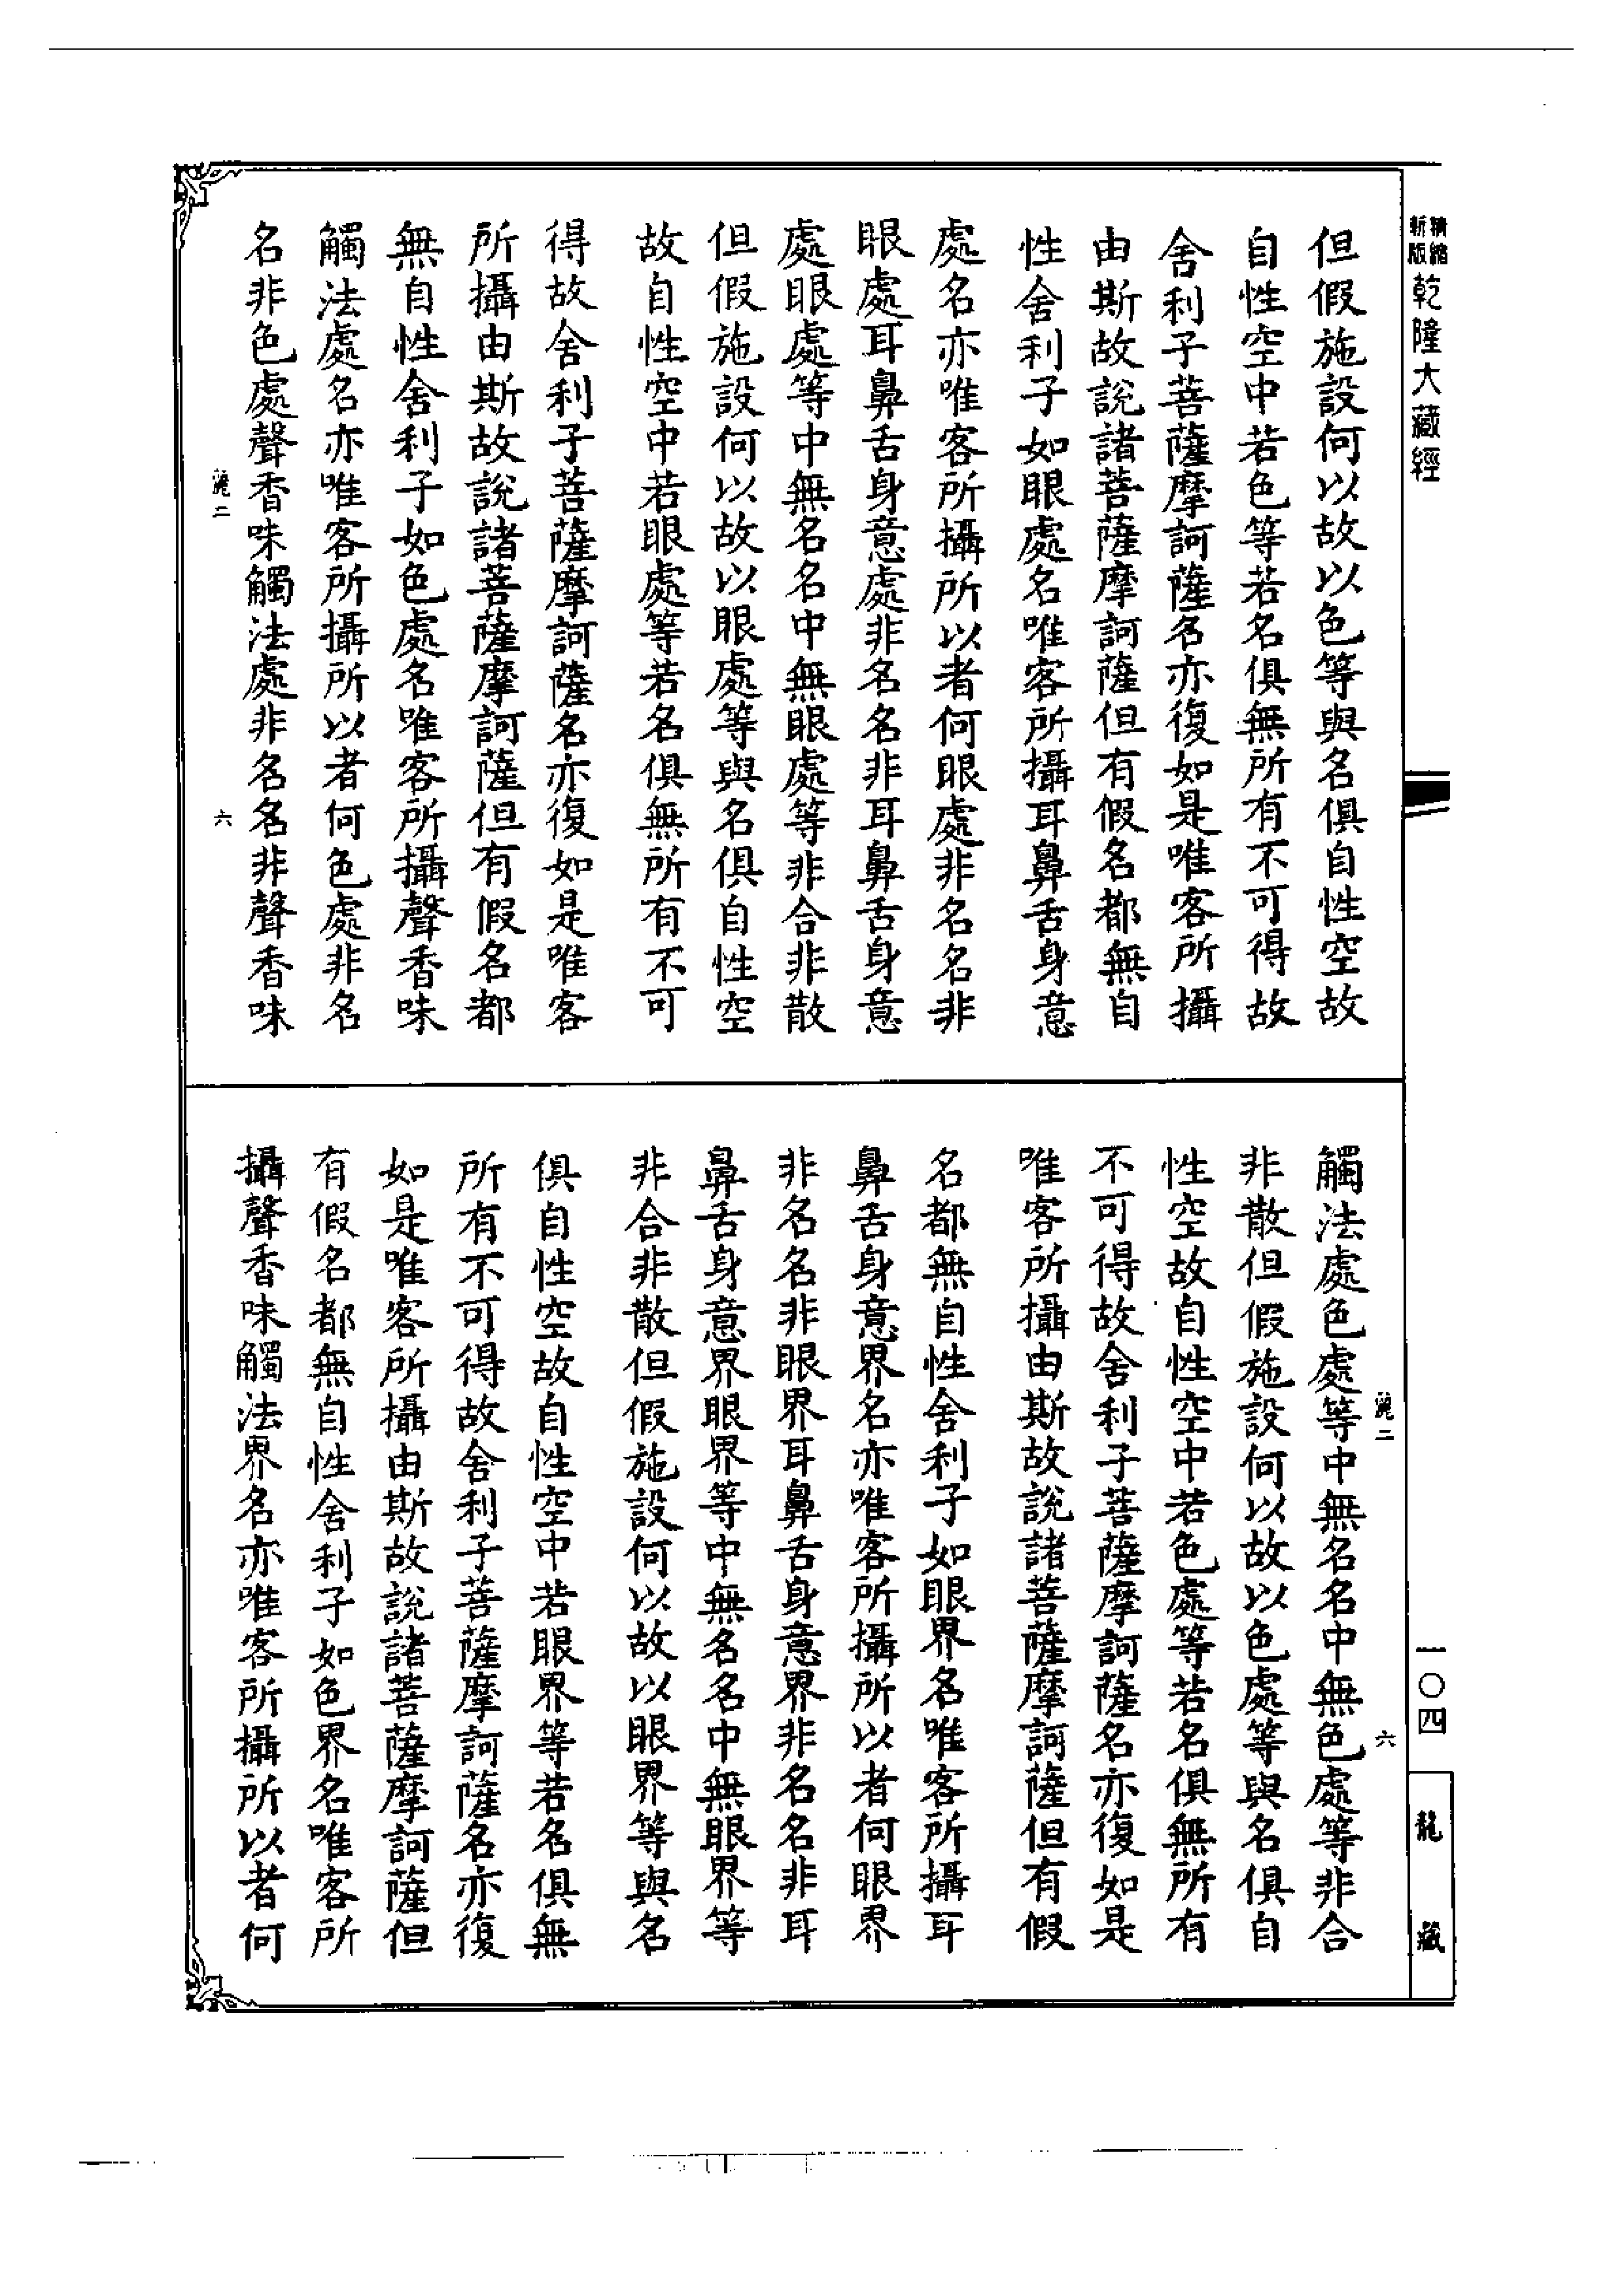 精縮
新版
乾隆大藏經
但假施設何以故以色等與名俱自性空故
自性空中若色等若名俱無所有不可得故
舍利子菩薩摩訶薩名亦復如是唯客所攝
由斯故說諸菩薩摩訶薩但有假名都無自
性舍利子如眼處名唯客所攝耳鼻舌身意
處名亦唯客所攝所以者何眼處非名名非
眼處耳鼻舌身意處非名名非耳鼻舌身意
處眼處等中無名名中無眼處等非合非散
但假施設何以故以眼處等與名俱自性空
故自性空中若眼處等若名俱無所有不可
得故舍利子菩薩摩訶薩名亦復如是唯客
所攝由斯故說諸菩薩摩訶薩但有假名都
無自性舍利子如色處名唯客所攝聲香味
觸法處名亦唯客所攝所以者何色處非名
名非色處聲香味觸法處非名名非聲香味
麗二 六
麗二 六
觸法處色處等中無名名中無色處等非合
非散但假施設何以故以色處等與名俱自
性空故自性空中若色處等若名俱無所有
不可得故舍利子菩薩摩訶薩名亦復如是
唯客所攝由斯故說諸菩薩摩訶薩但有假
名都無自性舍利子如眼界名唯客所攝耳
鼻舌身意界名亦唯客所攝所以者何眼界
非名名非眼界耳鼻舌身意界非名名非耳
鼻舌身意界眼界等中無名名中無眼界等
非合非散但假施設何以故以眼界等與名
俱自性空故自性空中若眼界等若名俱無
所有不可得故舍利子菩薩摩訶薩名亦復
如是唯客所攝由斯故說諸菩薩摩訶薩但
有假名都無自性舍利子如色界名唯客所
攝聲香味觸法界名亦唯客所攝所以者何
一〇四
龍藏